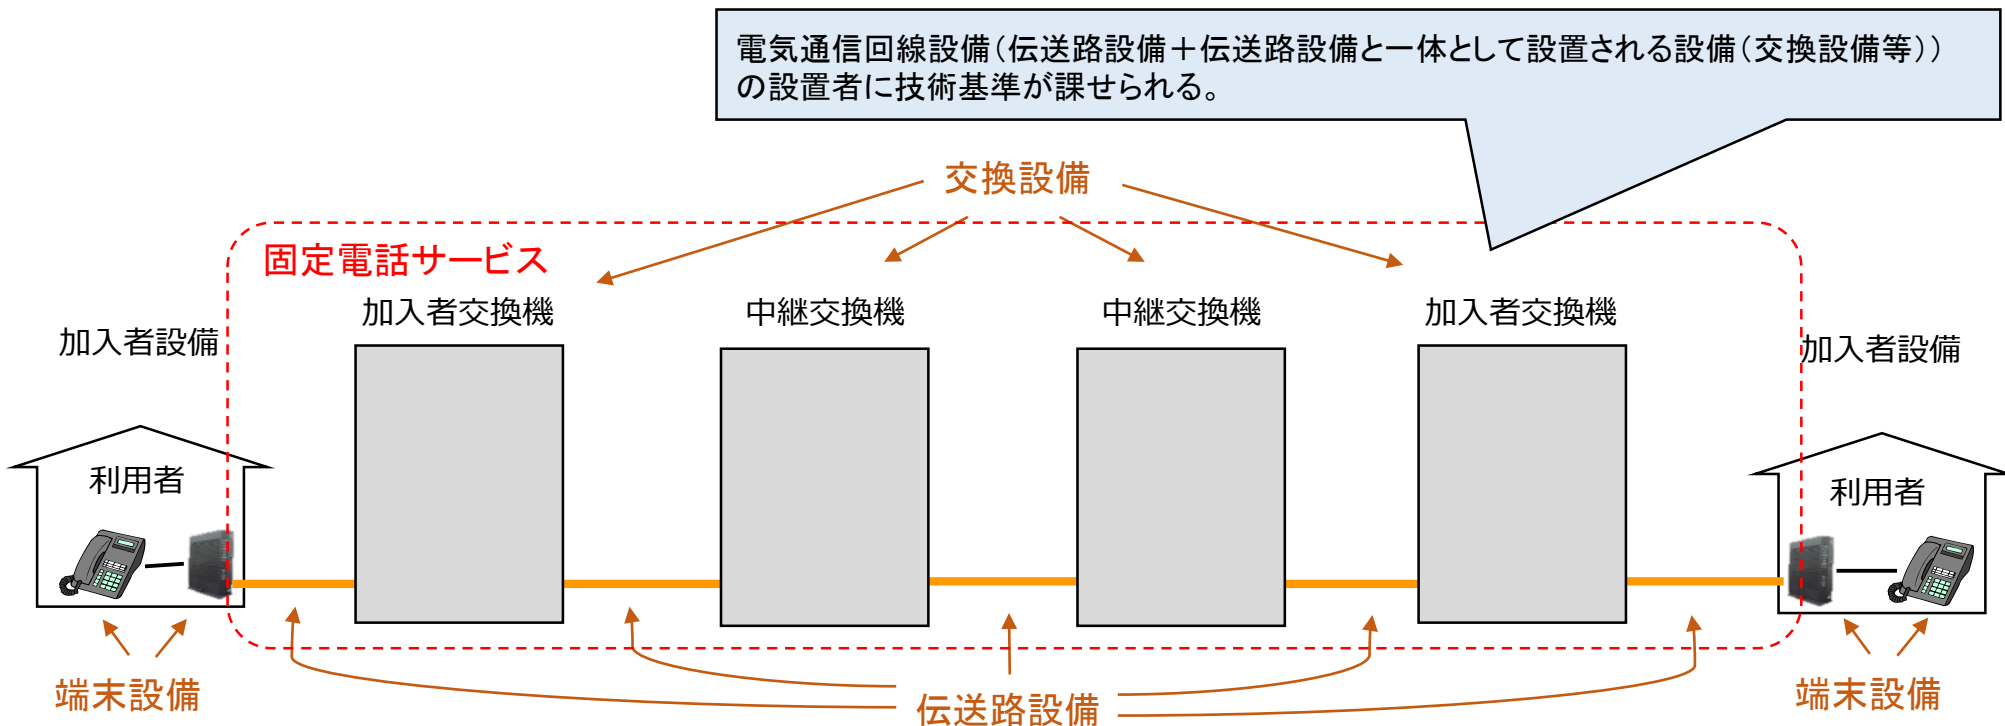 電気通信回線設備(伝送路設備＋伝送路設備と一体として設置される設備(交換設備等))
の設置者に技術基準が課せられる。
交換設備
固定電話サービス
加入者交換機
中継交換機
中継交換機
加入者交換機
加入者設備
加入者設備
利用者
利用者
端末設備
伝送路設備
端末設備